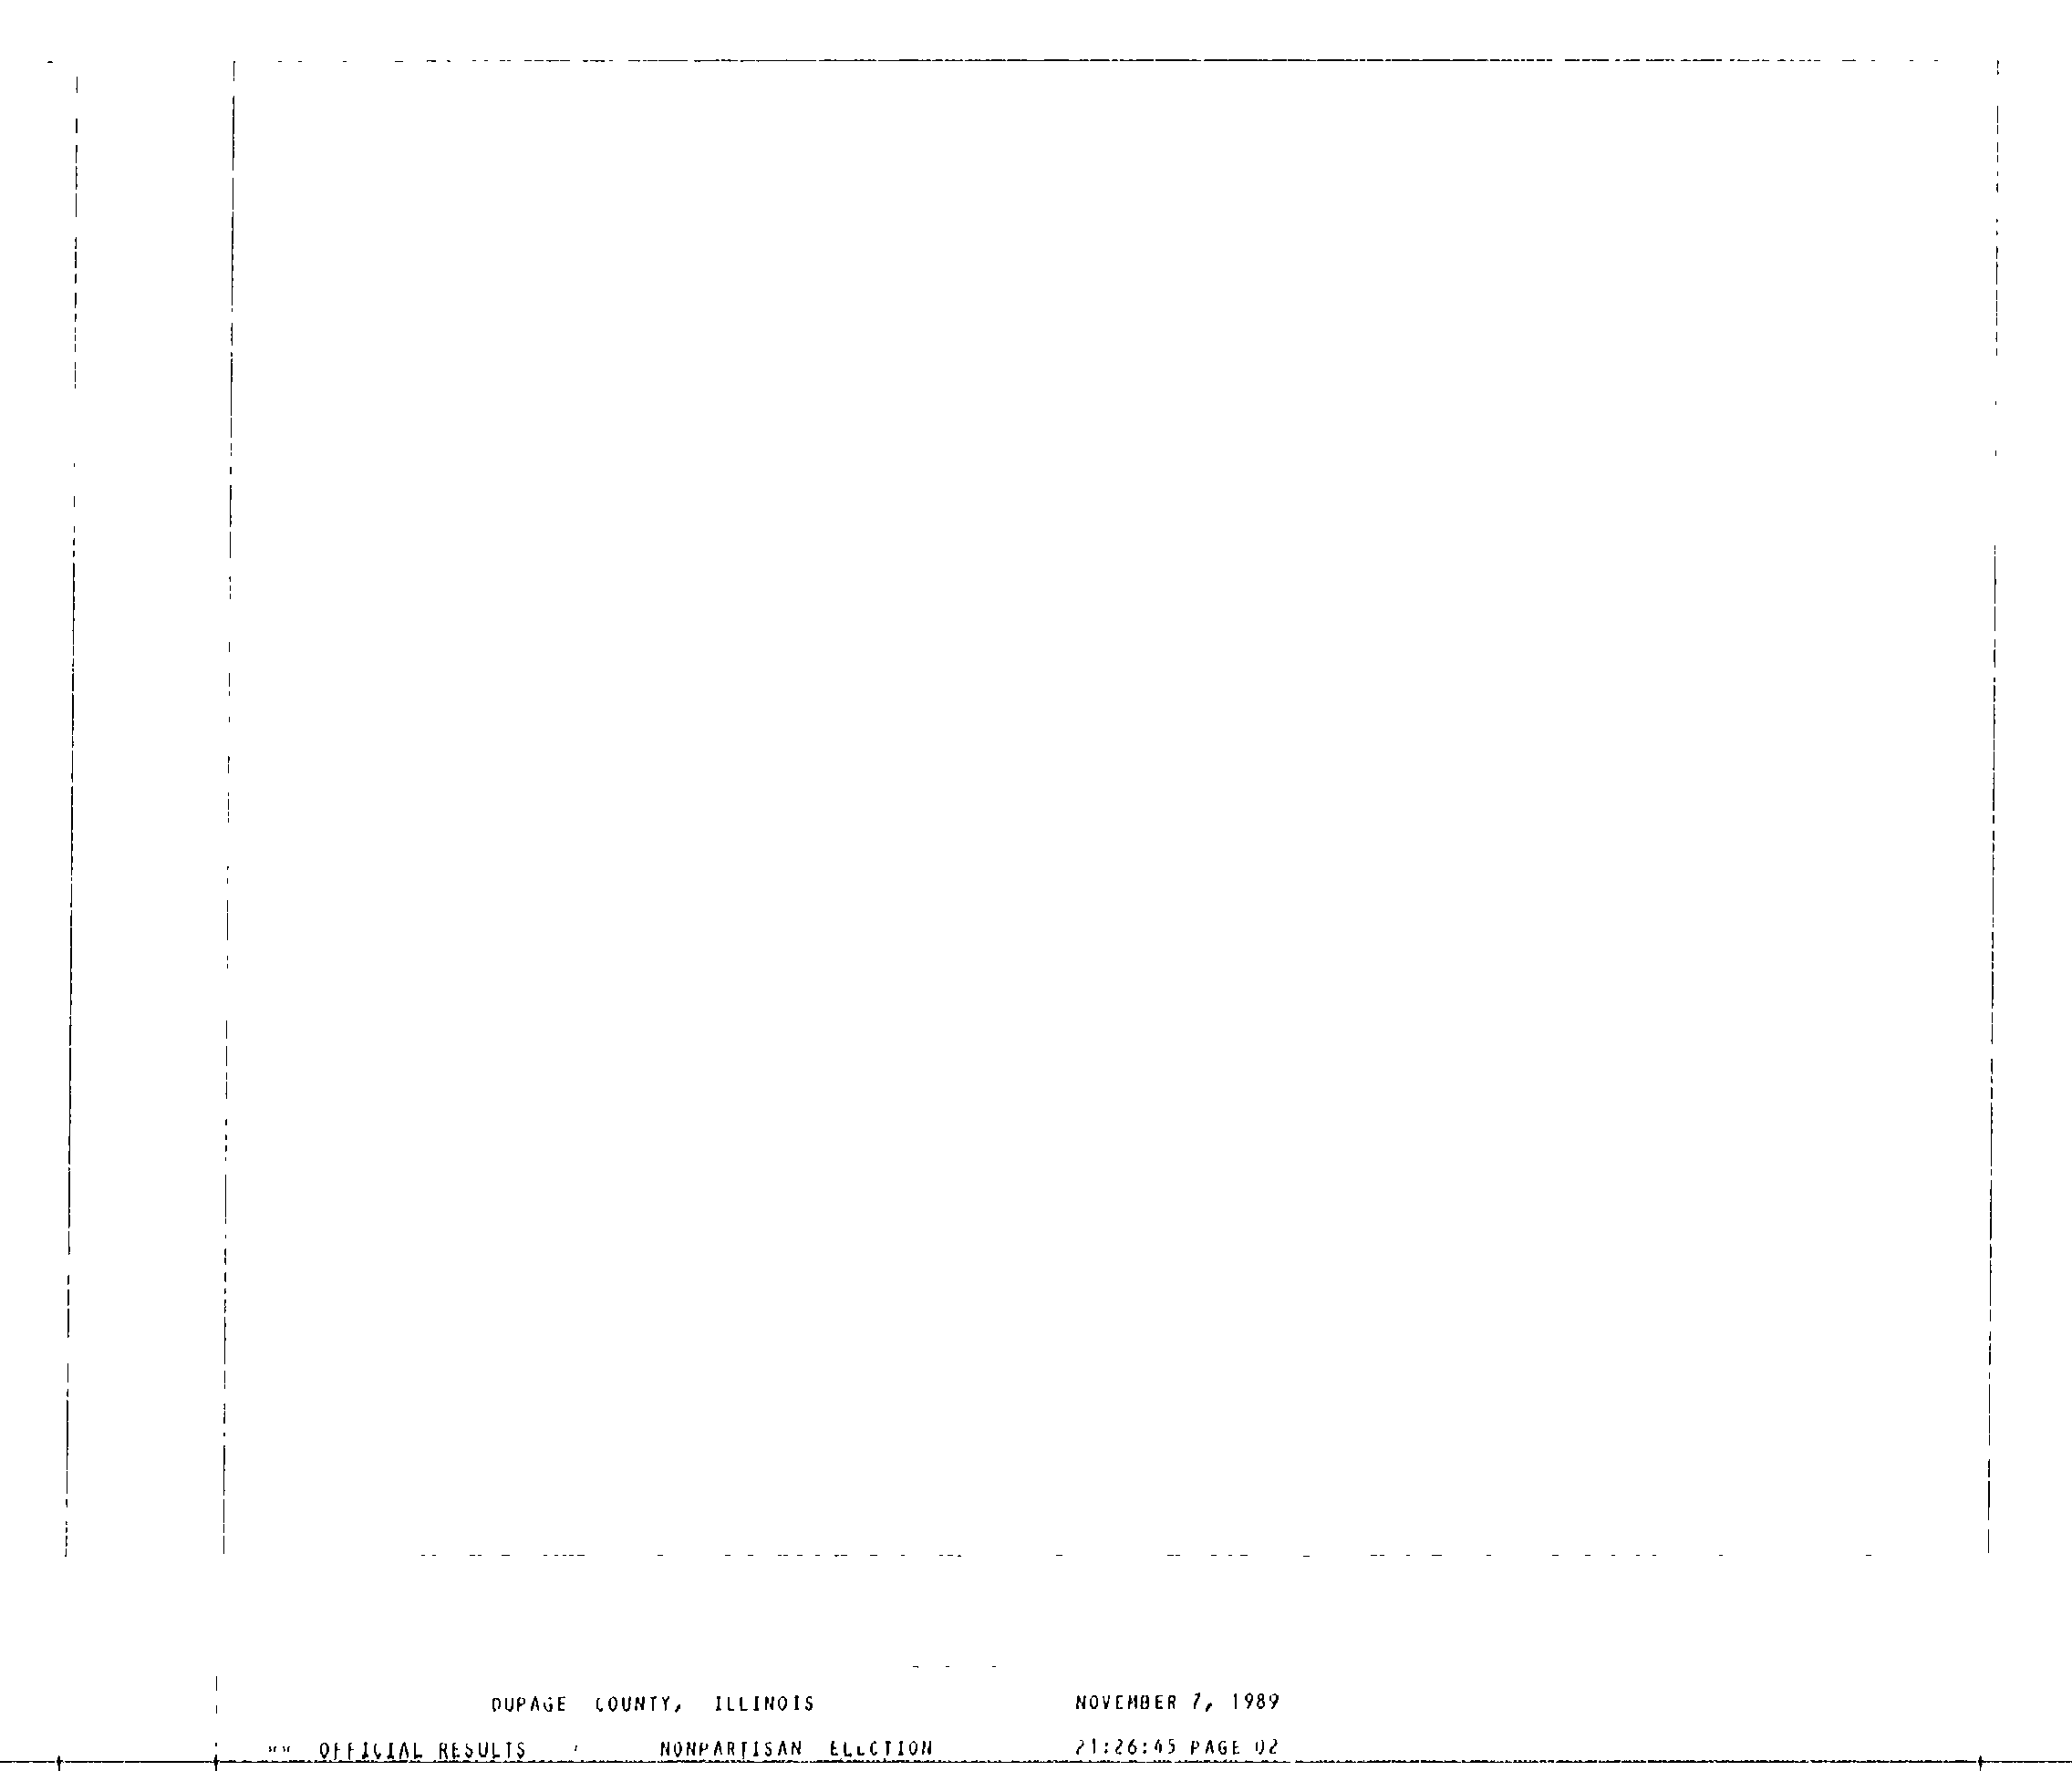 DUPAGE COUNTY, ILLINOIS NOVEMBER 7, 1989
OFFICIAL RESULTS NONPARTISAN ELECTION 21:26:45 PAGE 02